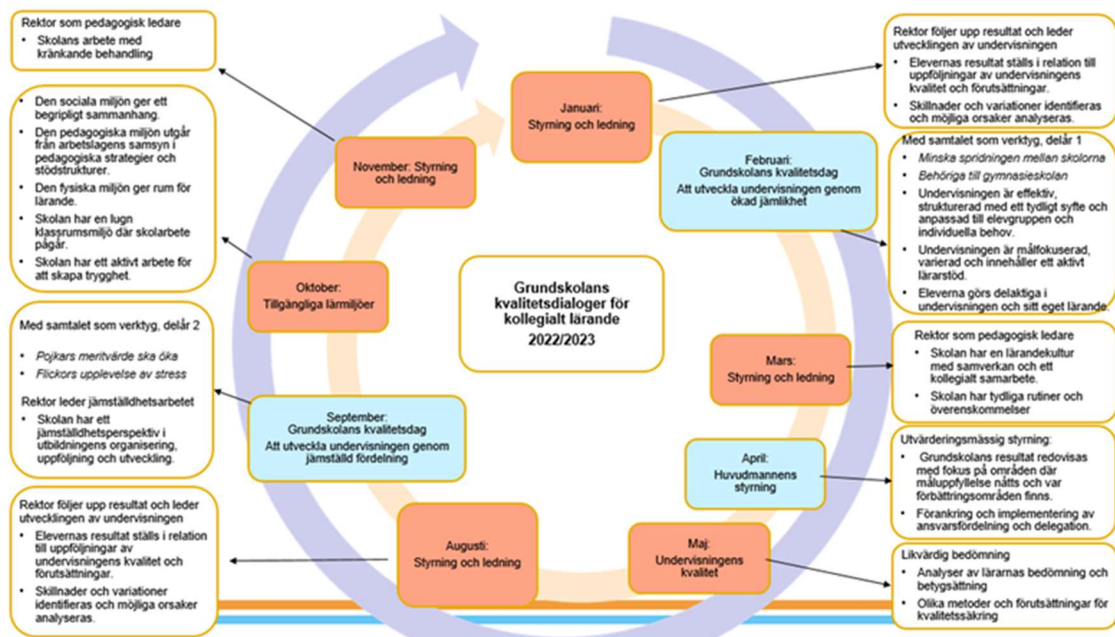 Rektor som pedagogisk ledare
• Skolans arbete med
kränkande behandling
• Den sociala miljön ger ett
begripligt sammanhang.
• Den pedagogiska miljön utgår
från arbetslagens samsyn i
pedagogiska strategier och
stödstrukturer.
• Den fysiska miljön ger rum för
lärande.
• Skolan har en lugn
klassrumsmiljö där skolarbete
pågår.
• Skolan har ett aktivt arbete för
att skapa trygghet.
Med samtalet som verktyg, delår 2
• Pojkars meritvärde ska öka
• Flickors upplevelse av stress
Rektor leder jämställdhetsarbetet
• Skolan har ett
jämställdhetsperspektiv i
utbildningens organisering,
uppföljning och utveckling.
Rektor följer upp resultat och leder
utvecklingen av undervisningen
• Elevernas resultat ställs i relation
till uppföljningar av
undervisningens kvalitet och
förutsättningar.
• Skillnader och variationer
identifieras och möjliga orsaker
analyseras.
Januari:
Styrning och ledning
Februari:
Grundskolans kvalitetsdag
Att utveckla undervisningen genom
ökad jämlikhet
Mars:
Styrning och ledning
April:
Huvudmannens
styrning
Maj:
Undervisningens
kvalitet
Augusti:
Styrning och ledning
September:
Grundskolans kvalitetsdag
Att utveckla undervisningen genom
jämställd fördelning
Oktober:
Tillgängliga lärmiljöer
November: Styrning
och ledning
Grundskolans
kvalitetsdialoger för
kollegialt lärande
2022/2023
Rektor följer upp resultat och leder
utvecklingen av undervisningen
• Elevernas resultat ställs i relation till
uppföljningar av undervisningens
kvalitet och förutsättningar.
• Skillnader och variationer identifieras
och möjliga orsaker analyseras.
Med samtalet som verktyg, delår 1
• Minska spridningen mellan skolorna
• Behöriga till gymnasieskolan
• Undervisningen är effektiv,
strukturerad med ett tydligt syfte och
anpassad till elevgruppen och
individuella behov.
• Undervisningen är målfokuserad,
varierad och innehåller ett aktivt
lärarstöd.
• Eleverna görs delaktiga i
undervisningen och sitt eget lärande.
Rektor som pedagogisk ledare
• Skolan har en lärandekultur
med samverkan och ett
kollegialt samarbete.
• Skolan har tydliga rutiner och
överenskommelser
Utvärderingsmässig styrning:
• Grundskolans resultat redovisas
med fokus på områden där
måluppfyllelse nåtts och var
förbättringsområden finns.
• Förankring och implementering av
ansvarsfördelning och delegation.
Likvärdig bedömning
• Analyser av lärarnas bedömning och
betygsättning
• Olika metoder och förutsättningar för
kvalitetssäkring